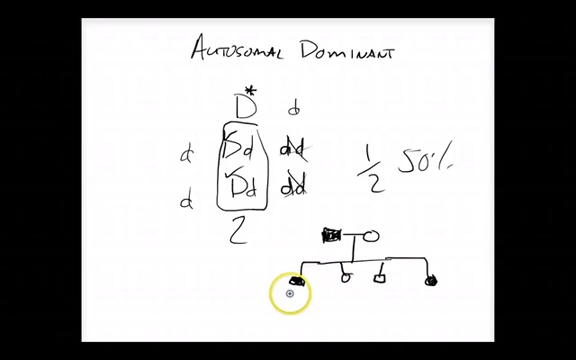 AUTOSOMAL DOMINANT
D* d
d Dd dd
d Dd dd
2
1/2 50%